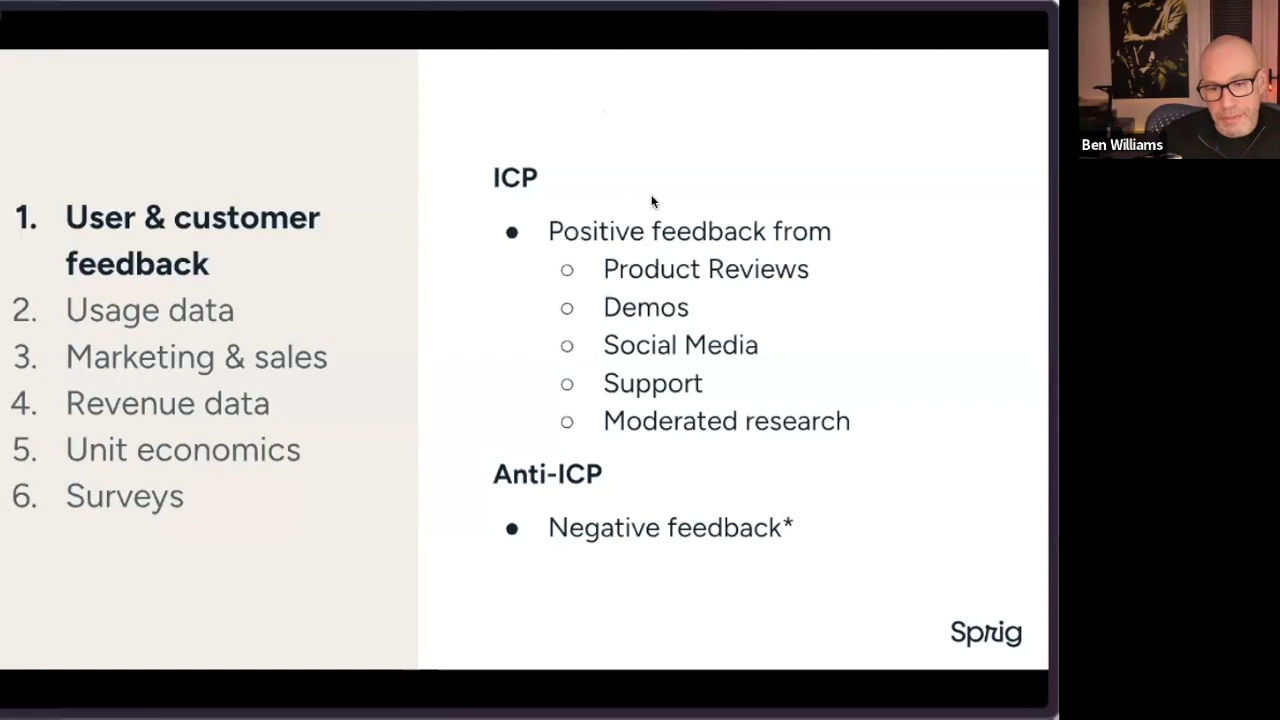 1. User & customer
feedback
2. Usage data
3. Marketing & sales
4. Revenue data
5. Unit economics
6. Surveys
ICP
● Positive feedback from
○ Product Reviews
○ Demos
○ Social Media
○ Support
○ Moderated research
Anti-ICP
● Negative feedback*
Sprig
Ben Williams